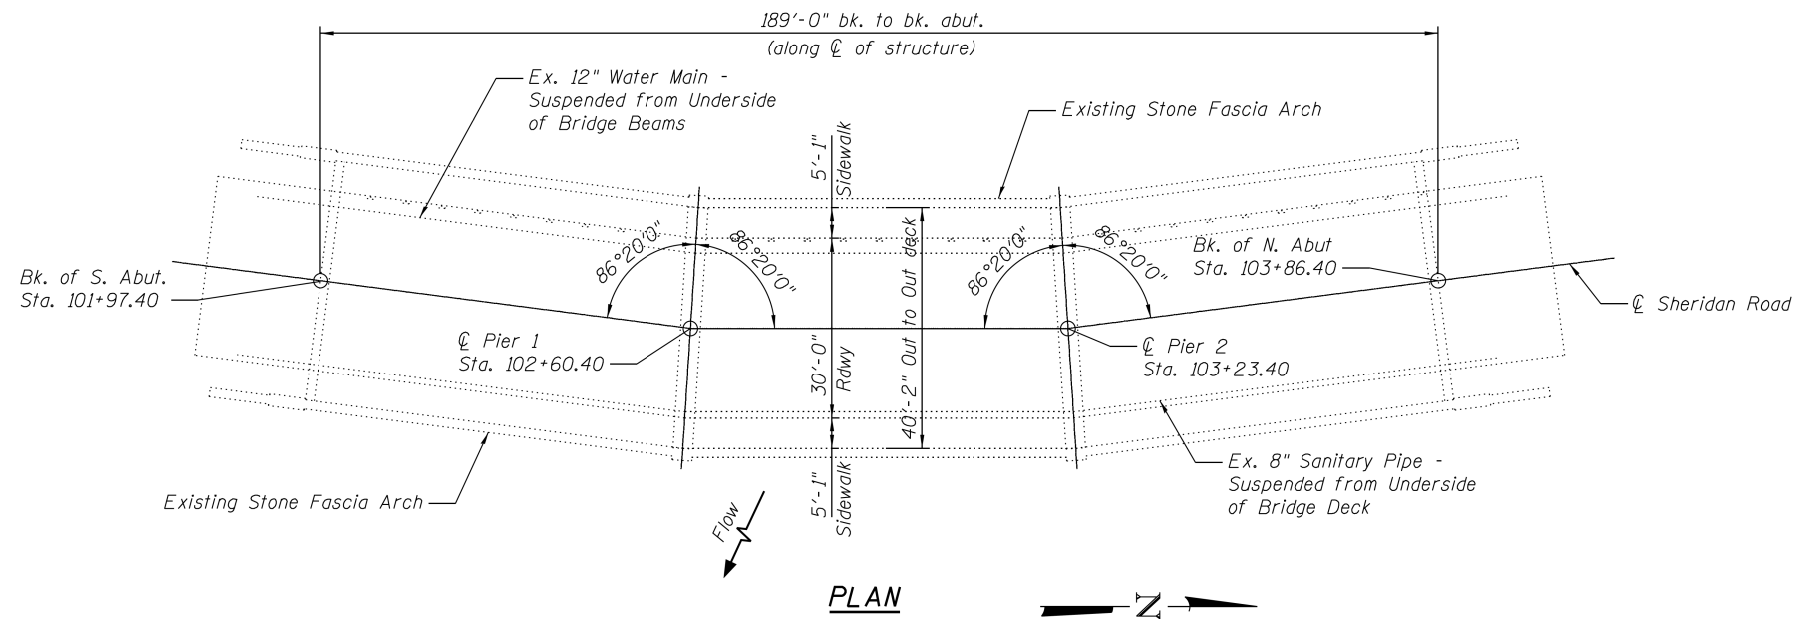 189'-0" bk. to bk. abut.
(along ℄ of structure)
Ex. 12" Water Main -
Suspended from Underside
of Bridge Beams
Existing Stone Fascia Arch
5'-1"
Sidewalk
86°20'0"
86°20'0"
86°20'0"
86°20'0"
Bk. of N. Abut
Sta. 103+86.40
Bk. of S. Abut.
Sta. 101+97.40
℄ Sheridan Road
℄ Pier 1
Sta. 102+60.40
℄ Pier 2
Sta. 103+23.40
30'-0"
Rdwy
40'-2" Out to Out deck
5'-1"
Sidewalk
Ex. 8" Sanitary Pipe -
Suspended from Underside
of Bridge Deck
Existing Stone Fascia Arch
Flow
PLAN
N